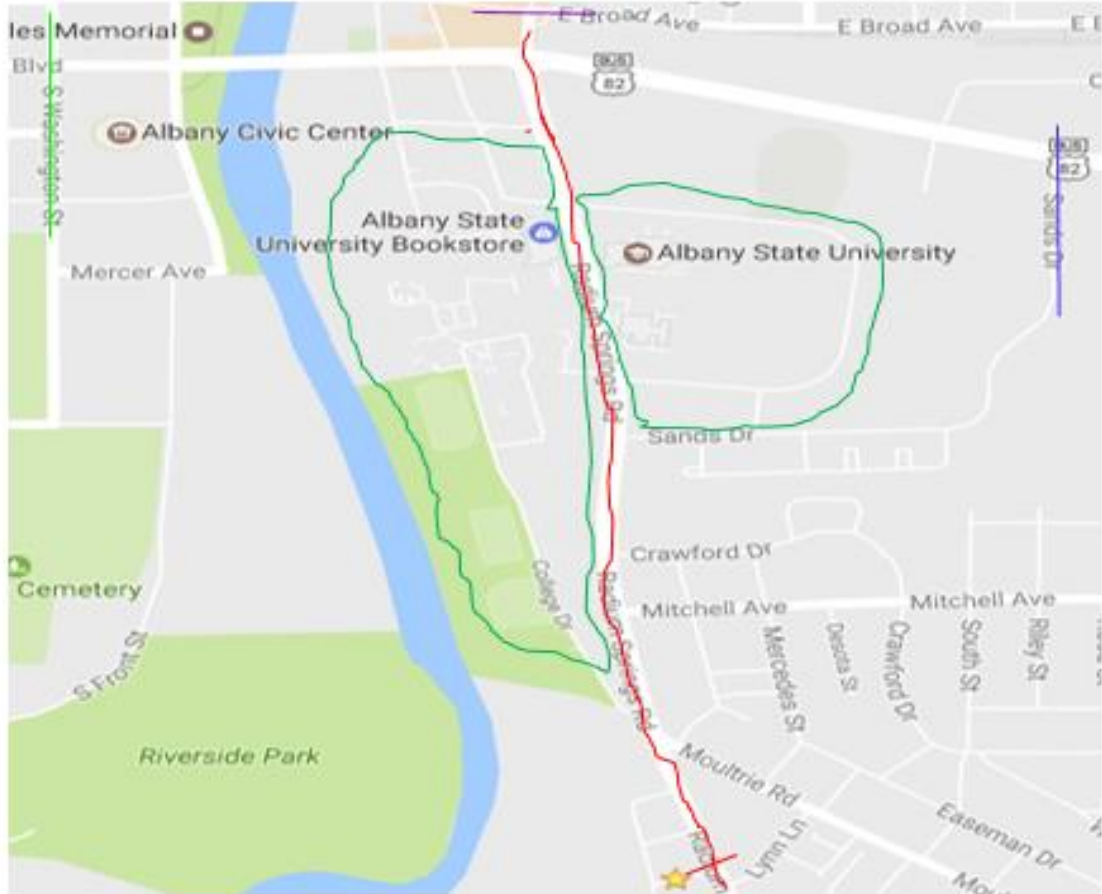 E Broad Ave
E Broad Ave
les Memorial
Blvd
BUS
82
Albany Civic Center
S Washington St
BUS
82
Sands Dr
Albany State
University Bookstore
Albany State University
Mercer Ave
Radium Springs Rd
Sands Dr
Crawford Dr
College Dr
Radium Springs Rd
Cemetery
Mitchell Ave
Mitchell Ave
S Front St
Mercedes St
Desota St
Crawford Dr
South St
Riley St
Riverside Park
Moultrie Rd
Easeman Dr
Lynn Ln